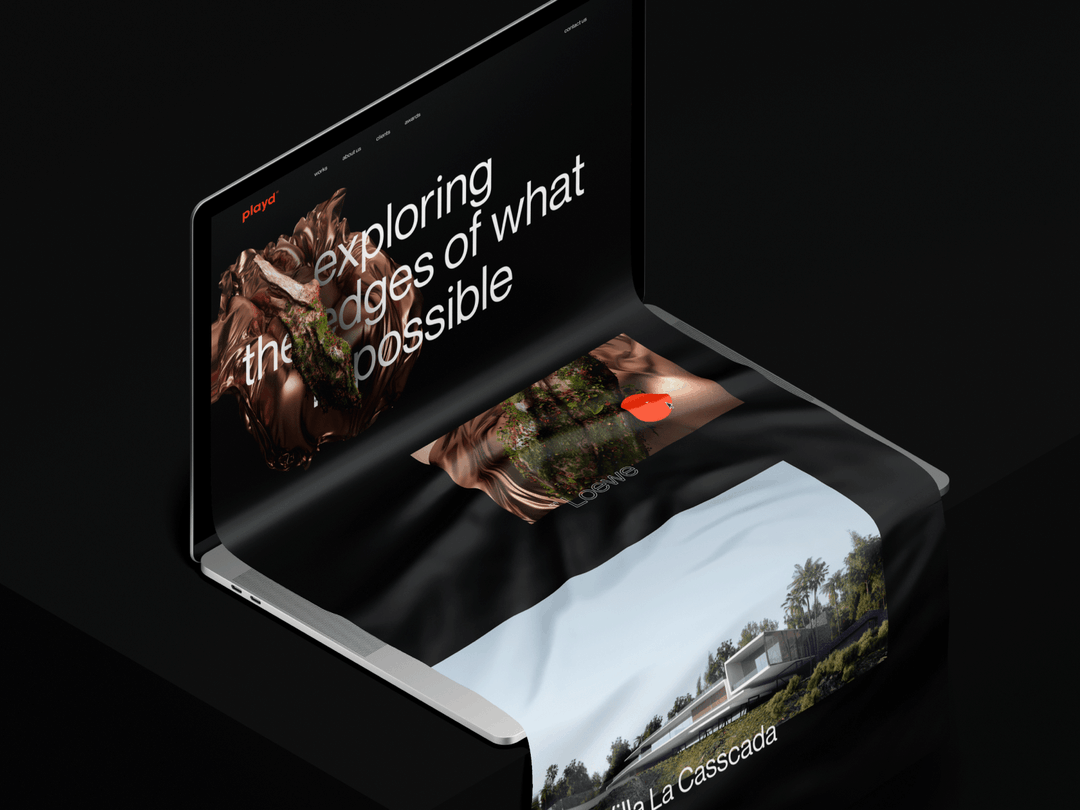 contact us
works
about us
clients
awards
playd
exploring
edges of what
the possible
Loewe
Villa La Casscada